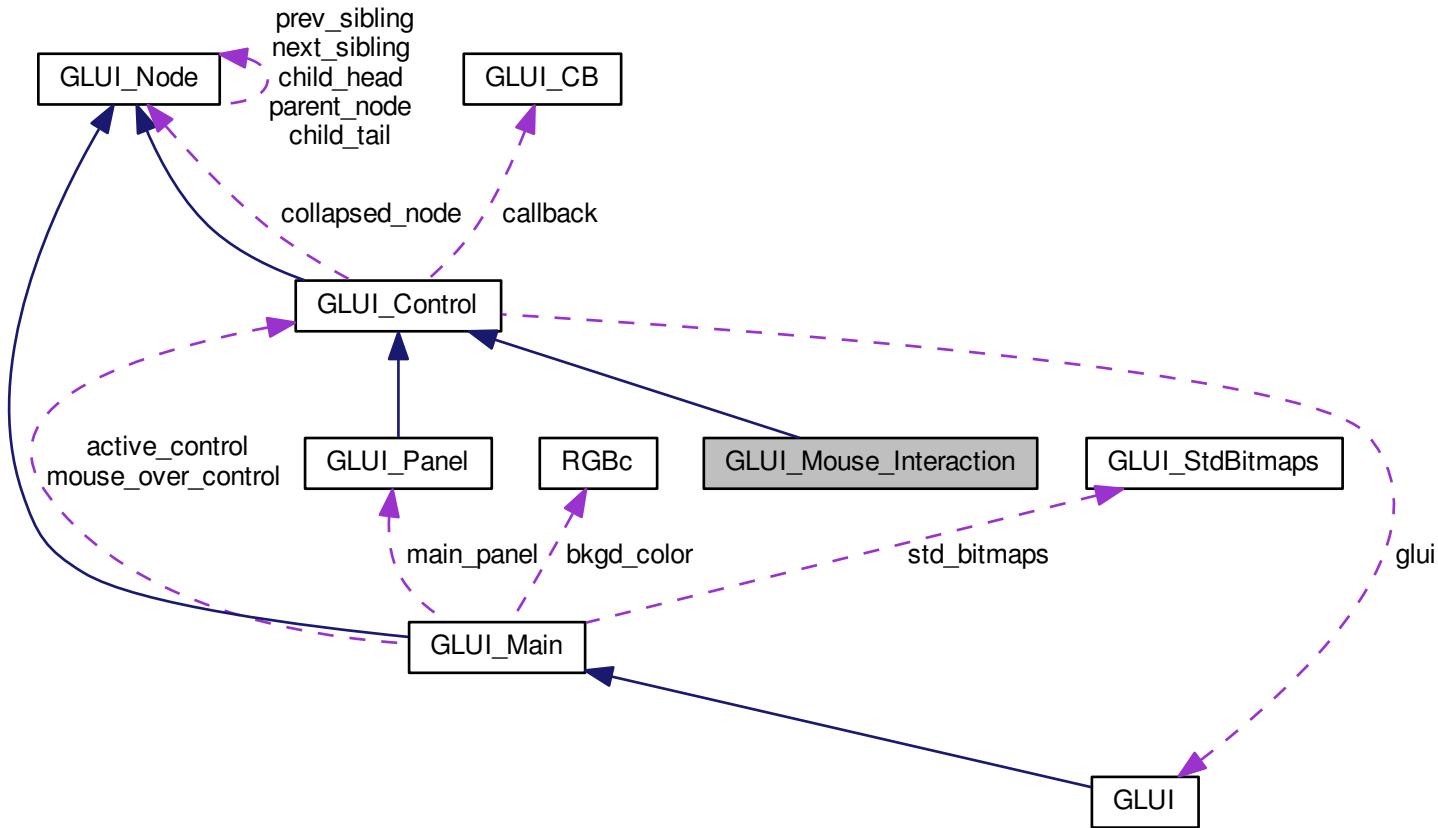 prev_sibling
next_sibling
child_head
parent_node
child_tail
GLUI_Node
GLUI_CB
collapsed_node
callback
GLUI_Control
active_control
mouse_over_control
GLUI_Panel
RGBc
GLUI_Mouse_Interaction
GLUI_StdBitmaps
main_panel
bkgd_color
std_bitmaps
glui
GLUI_Main
GLUI